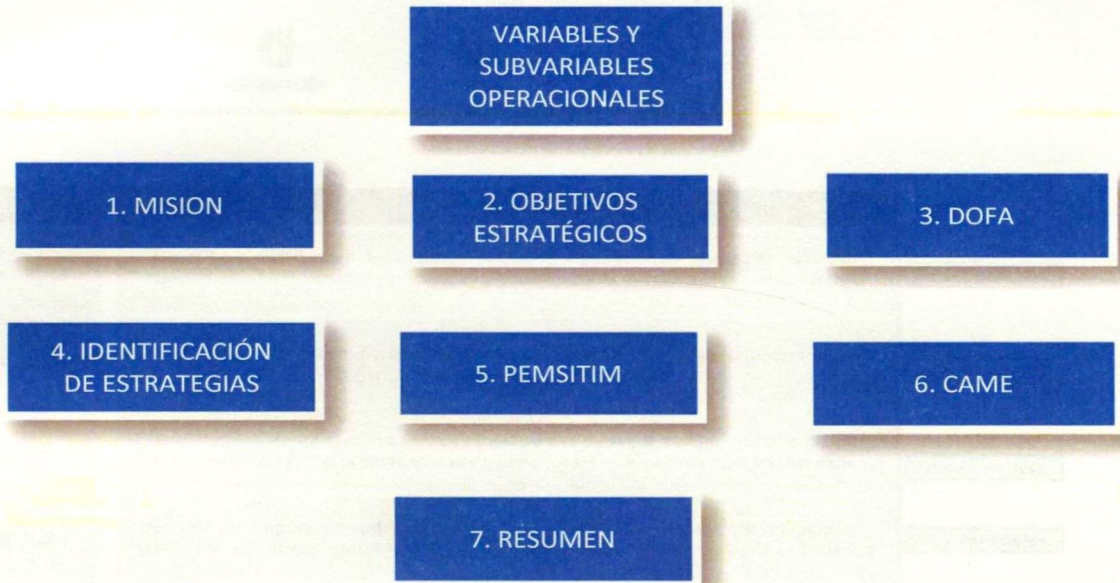 VARIABLES Y
SUBVARIABLES
OPERACIONALES
1. MISION
2. OBJETIVOS
ESTRATÉGICOS
3. DOFA
4. IDENTIFICACIÓN
DE ESTRATEGIAS
5. PEMSITIM
6. CAME
7. RESUMEN